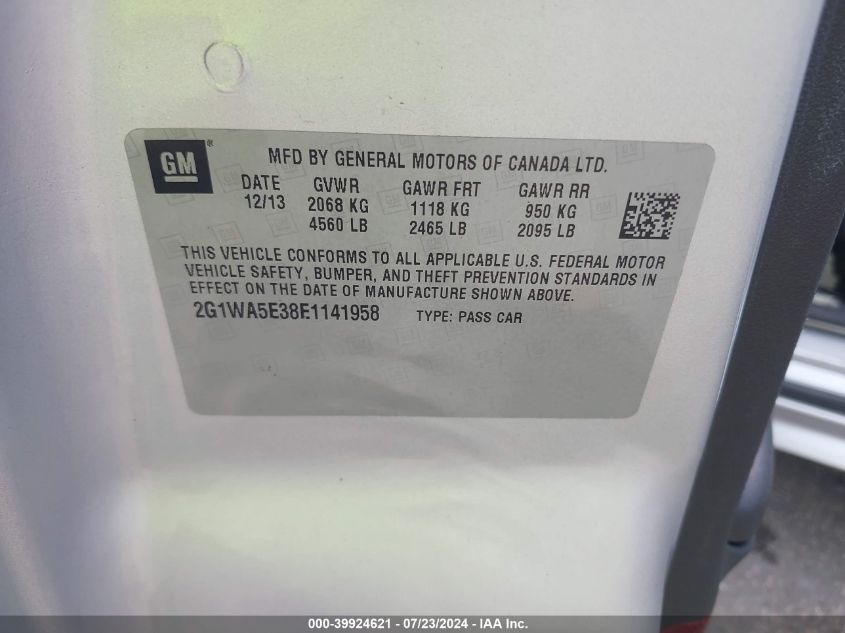 GM®
MFD BY GENERAL MOTORS OF CANADA LTD.
DATE GVWR GAWR FRT GAWR RR
12/13 2068 KG 1118 KG 950 KG
4560 LB 2465 LB 2095 LB
THIS VEHICLE CONFORMS TO ALL APPLICABLE U.S. FEDERAL MOTOR
VEHICLE SAFETY, BUMPER, AND THEFT PREVENTION STANDARDS IN
EFFECT ON THE DATE OF MANUFACTURE SHOWN ABOVE.
2G1WA5E38E1141958 TYPE: PASS CAR
000-39924621 - 07/23/2024 - IAA Inc.